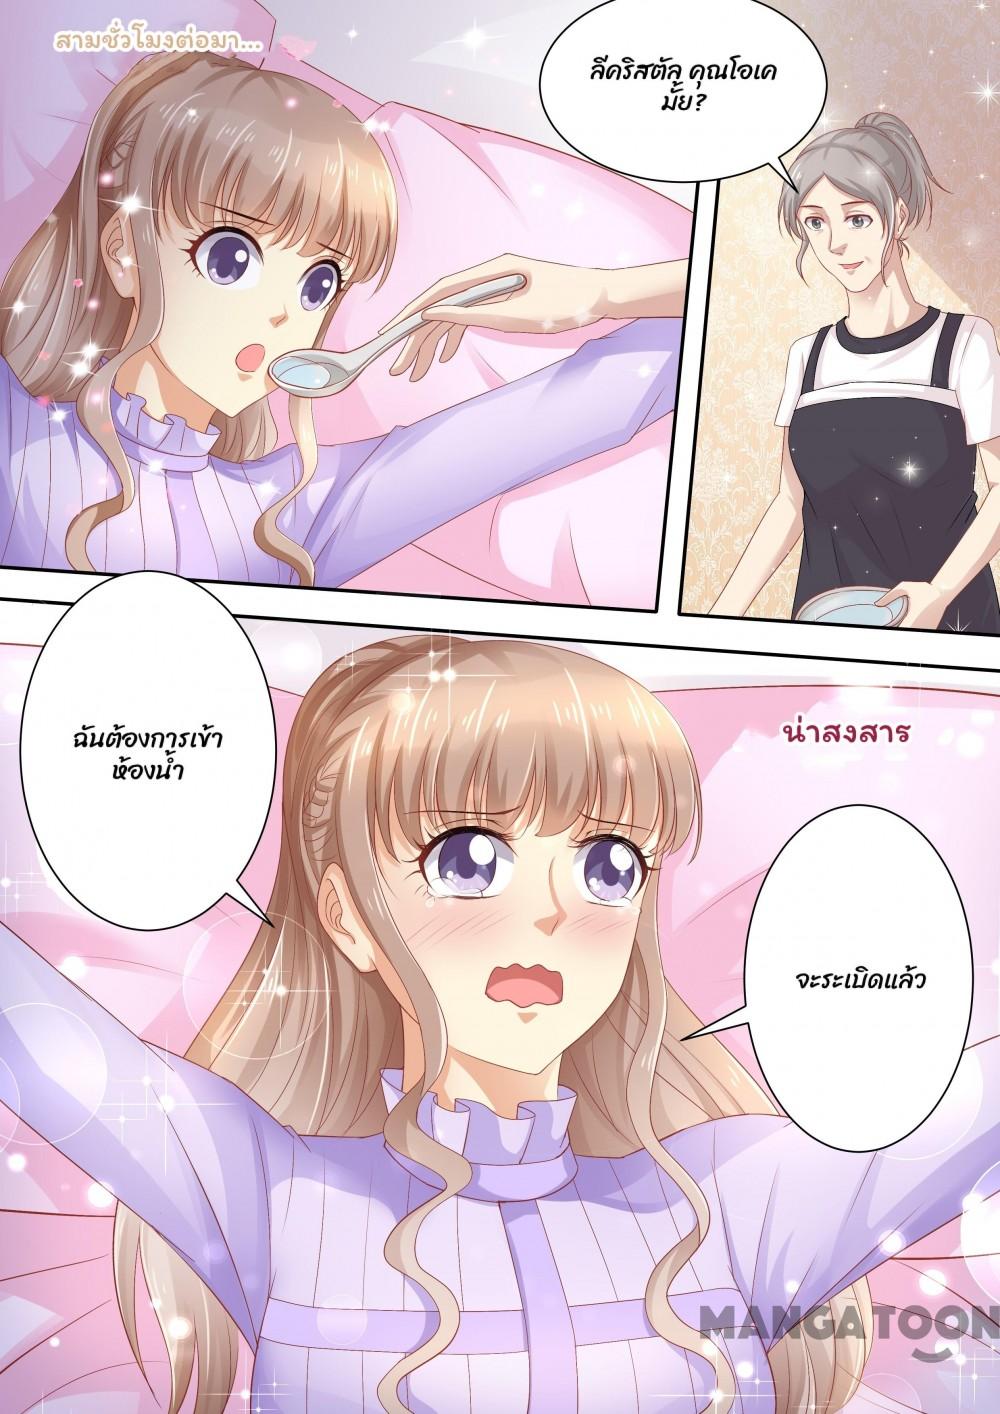 สามชั่วโมงต่อมา...
ลีคริสตัล คุณโอเค
มั้ย?
ฉันต้องการเข้า
ห้องน้ำ
น่าสงสาร
จะระเบิดแล้ว
MANGATOON